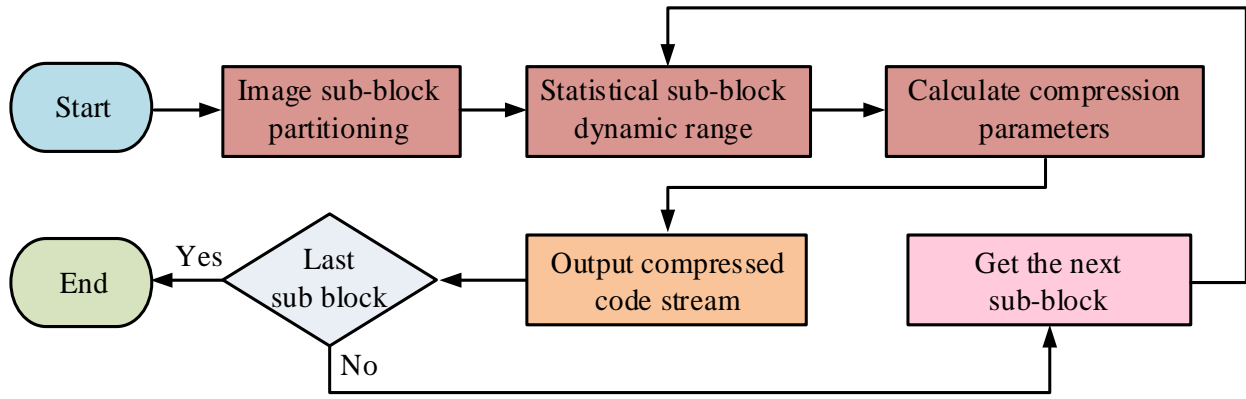 Start
Image sub-block
partitioning
Statistical sub-block
dynamic range
Calculate compression
parameters
End
Yes
Last
sub block
Output compressed
code stream
Get the next
sub-block
No